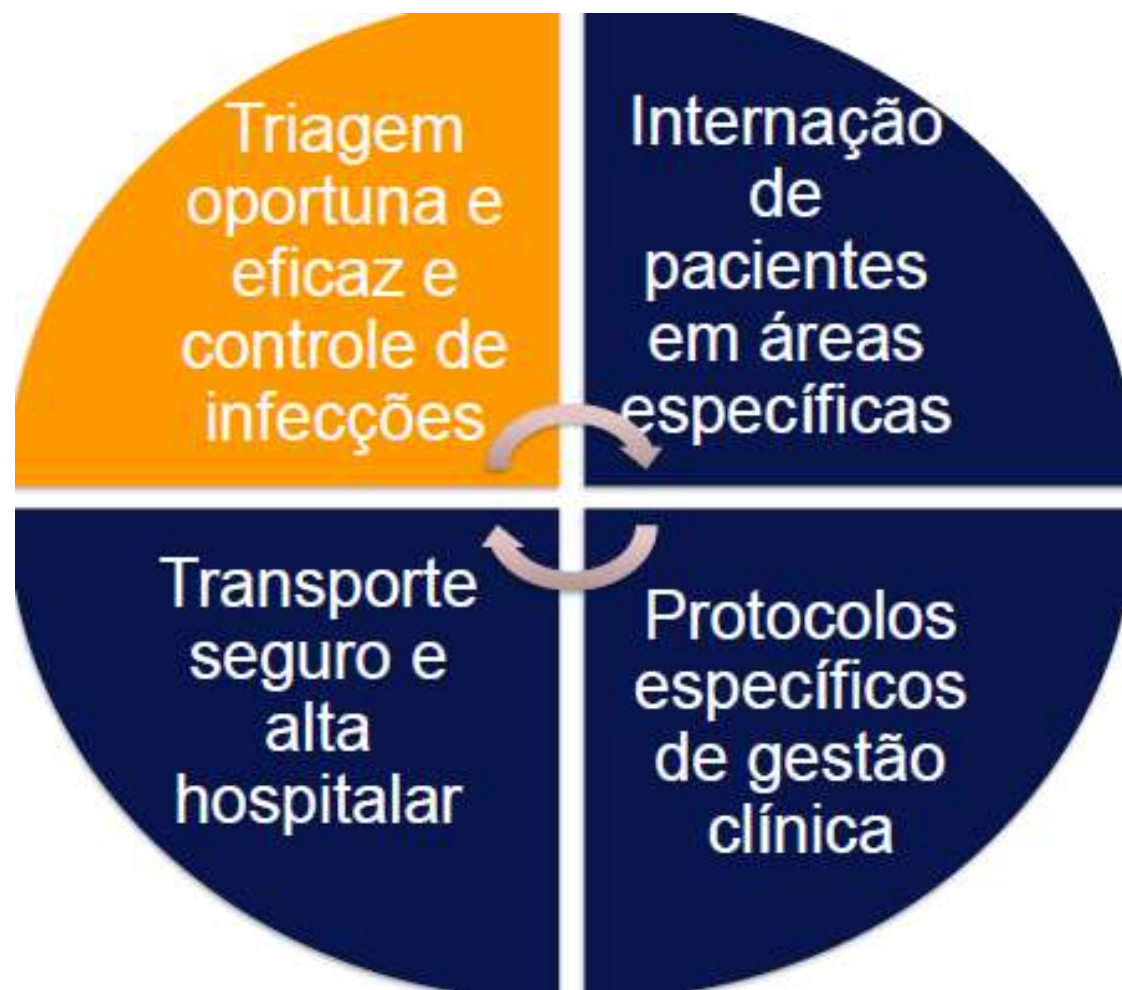 Triagem
oportuna e
eficaz e
controle de
infecções
Internação
de
pacientes
em áreas
específicas
Transporte
seguro e
alta
hospitalar
Protocolos
específicos
de gestão
clínica